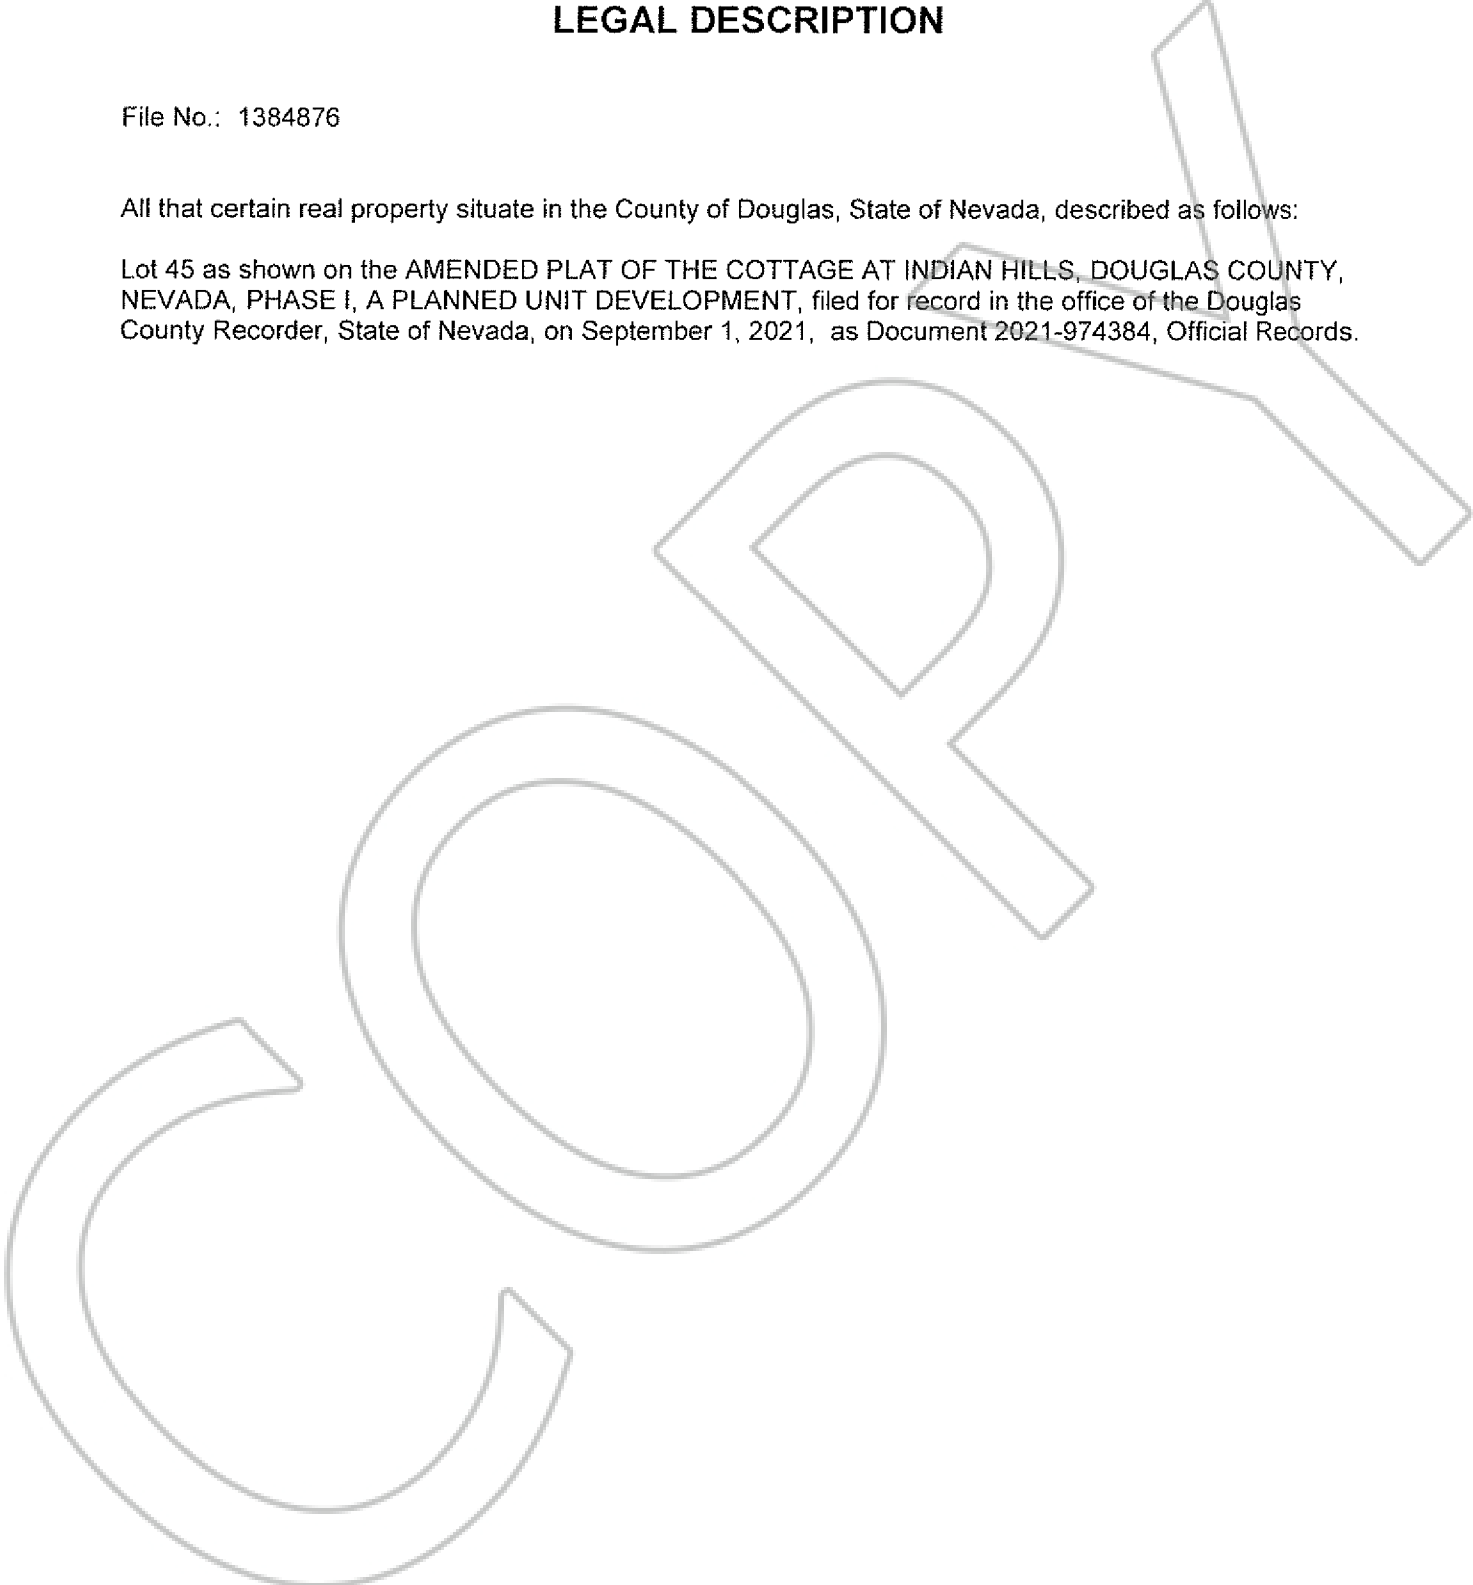 LEGAL DESCRIPTION
File No.: 1384876
All that certain real property situate in the County of Douglas, State of Nevada, described as follows:
Lot 45 as shown on the AMENDED PLAT OF THE COTTAGE AT INDIAN HILLS, DOUGLAS COUNTY,
NEVADA, PHASE I, A PLANNED UNIT DEVELOPMENT, filed for record in the office of the Douglas
County Recorder, State of Nevada, on September 1, 2021, as Document 2021-974384, Official Records.
COPY